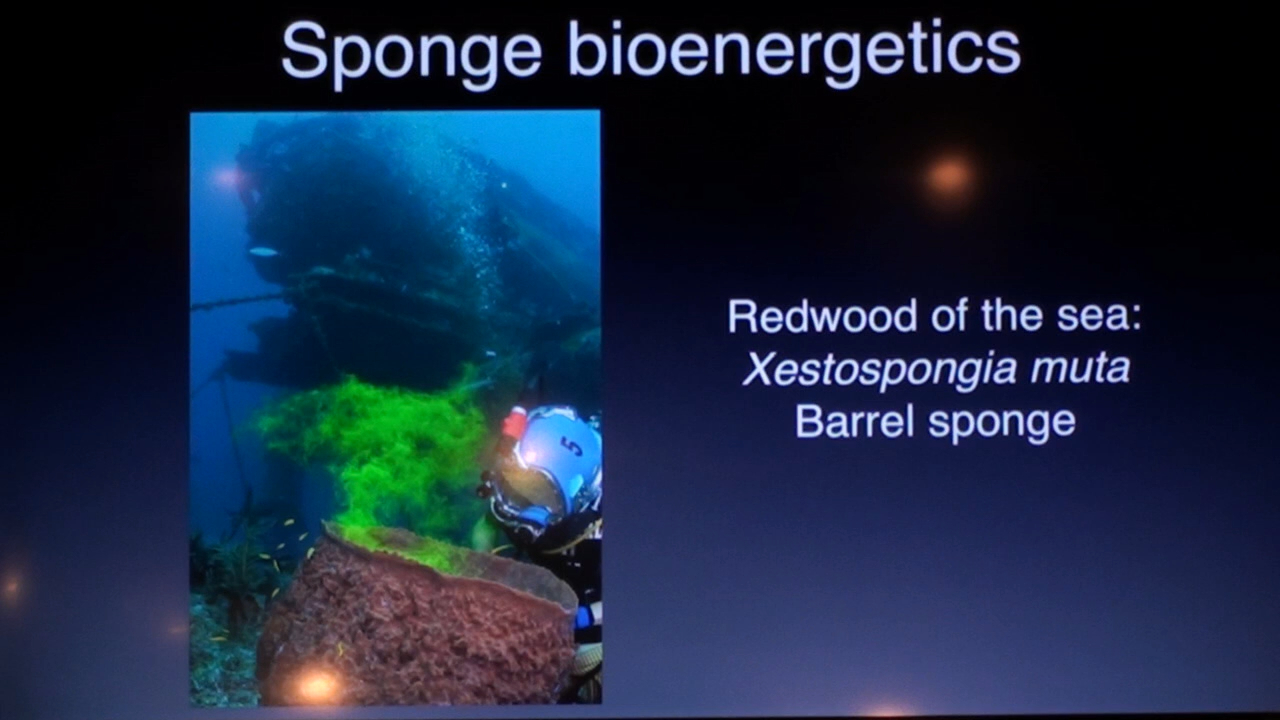 Sponge bioenergetics
5
Redwood of the sea:
Xestospongia muta
Barrel sponge